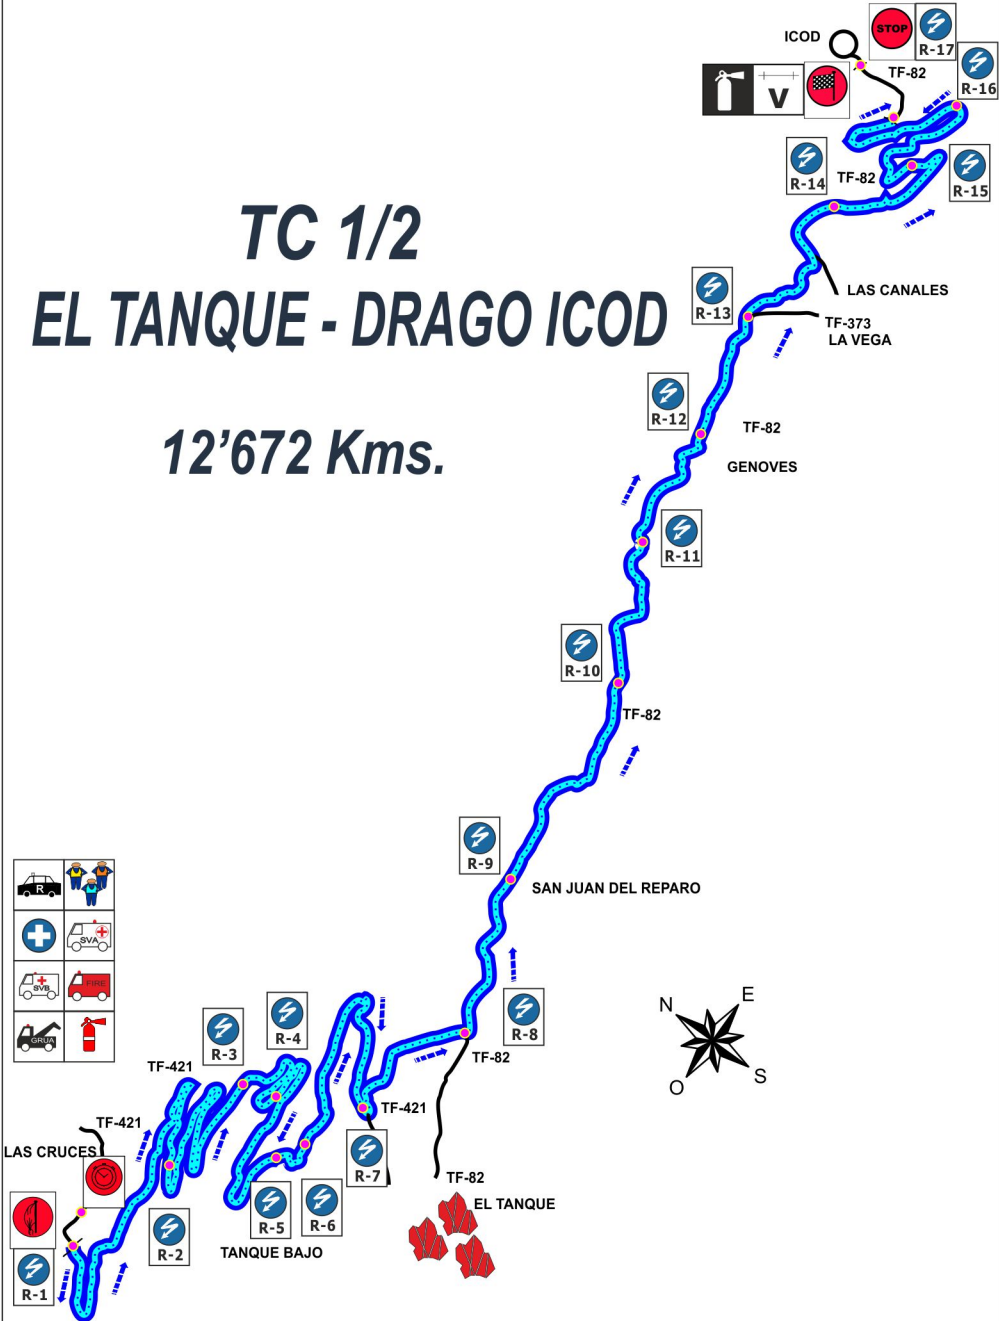 ICOD
STOP
R-17
TF-82
R-16
V
R-14
TF-82
R-15
TC 1/2
EL TANQUE - DRAGO ICOD
12’672 Kms.
LAS CANALES
R-13
TF-373
LA VEGA
R-12
TF-82
GENOVES
R-11
R-10
TF-82
R-9
SAN JUAN DEL REPARO
R
SVA
SVB
FIRE
GRUA
N
E
O
S
R-8
TF-82
R-4
R-3
TF-421
TF-421
TF-421
LAS CRUCES
R-7
TF-82
EL TANQUE
R-5
R-6
R-2
TANQUE BAJO
R-1